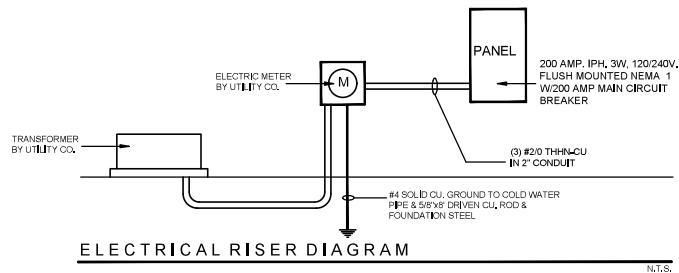 PANEL
200 AMP. IPH. 3W, 120/240V.
FLUSH MOUNTED NEMA 1
W/200 AMP MAIN CIRCUIT
BREAKER
ELECTRIC METER
BY UTILITY CO.
M
TRANSFORMER
BY UTILITY CO.
(3) #2/0 THHN-CU
IN 2" CONDUIT
#4 SOLID CU. GROUND TO COLD WATER
PIPE & 5/8"x8' DRIVEN CU. ROD &
FOUNDATION STEEL
ELECTRICAL RISER DIAGRAM
N.T.S.